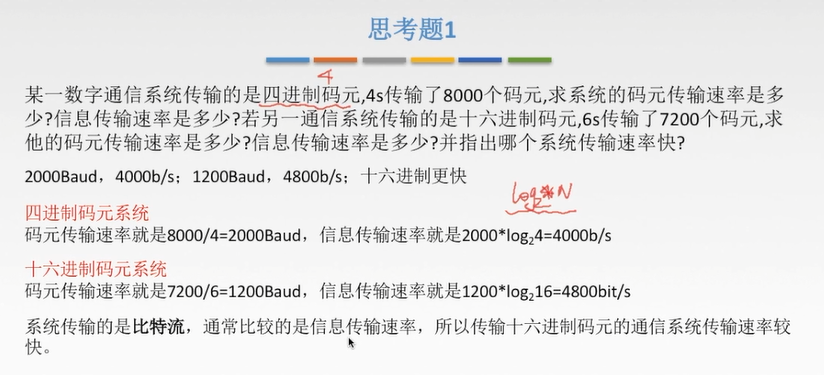 思考题1
4
某一数字通信系统传输的是四进制码元,4s传输了8000个码元,求系统的码元传输速率是多
少?信息传输速率是多少?若另一通信系统传输的是十六进制码元,6s传输了7200个码元,求
他的码元传输速率是多少?信息传输速率是多少?并指出哪个系统传输速率快?
2000Baud，4000b/s；1200Baud，4800b/s；十六进制更快
四进制码元系统
码元传输速率就是8000/4=2000Baud，信息传输速率就是2000*log₂4=4000b/s
十六进制码元系统
码元传输速率就是7200/6=1200Baud，信息传输速率就是1200*log₂16=4800bit/s
系统传输的是比特流，通常比较的是信息传输速率，所以传输十六进制码元的通信系统传输速率较
快。